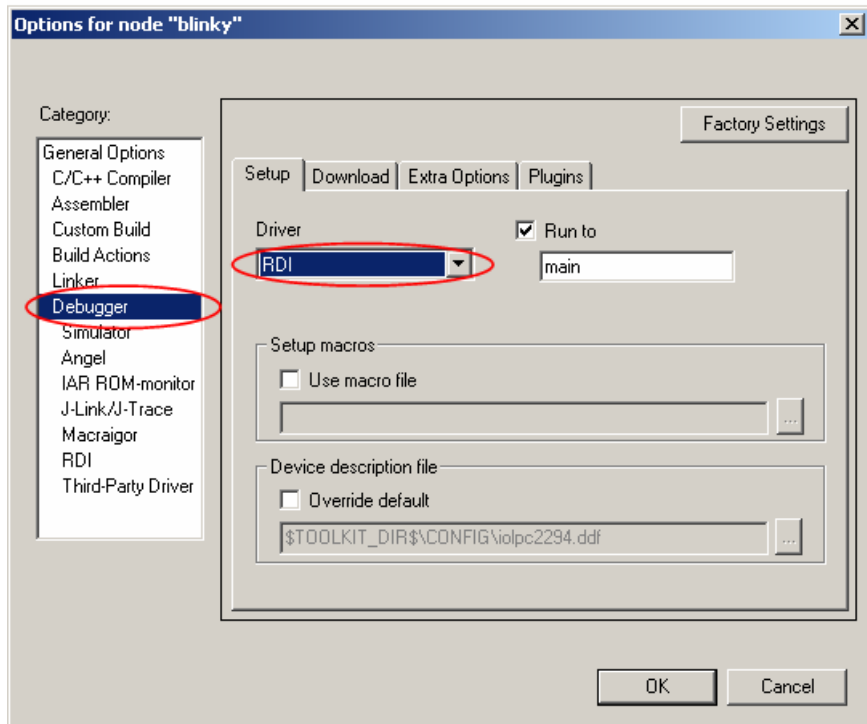 Options for node "blinky"
Category:
General Options
C/C++ Compiler
Assembler
Custom Build
Build Actions
Linker
Debugger
Simulator
Angel
IAR ROM-monitor
J-Link/J-Trace
Macraigor
RDI
Third-Party Driver
Factory Settings
Setup Download Extra Options Plugins
Driver
RDI
Run to
main
Setup macros
Use macro file
...
Device description file
Override default
$TOOLKIT_DIR$\CONFIG\iolpc2294.ddf
...
OK Cancel